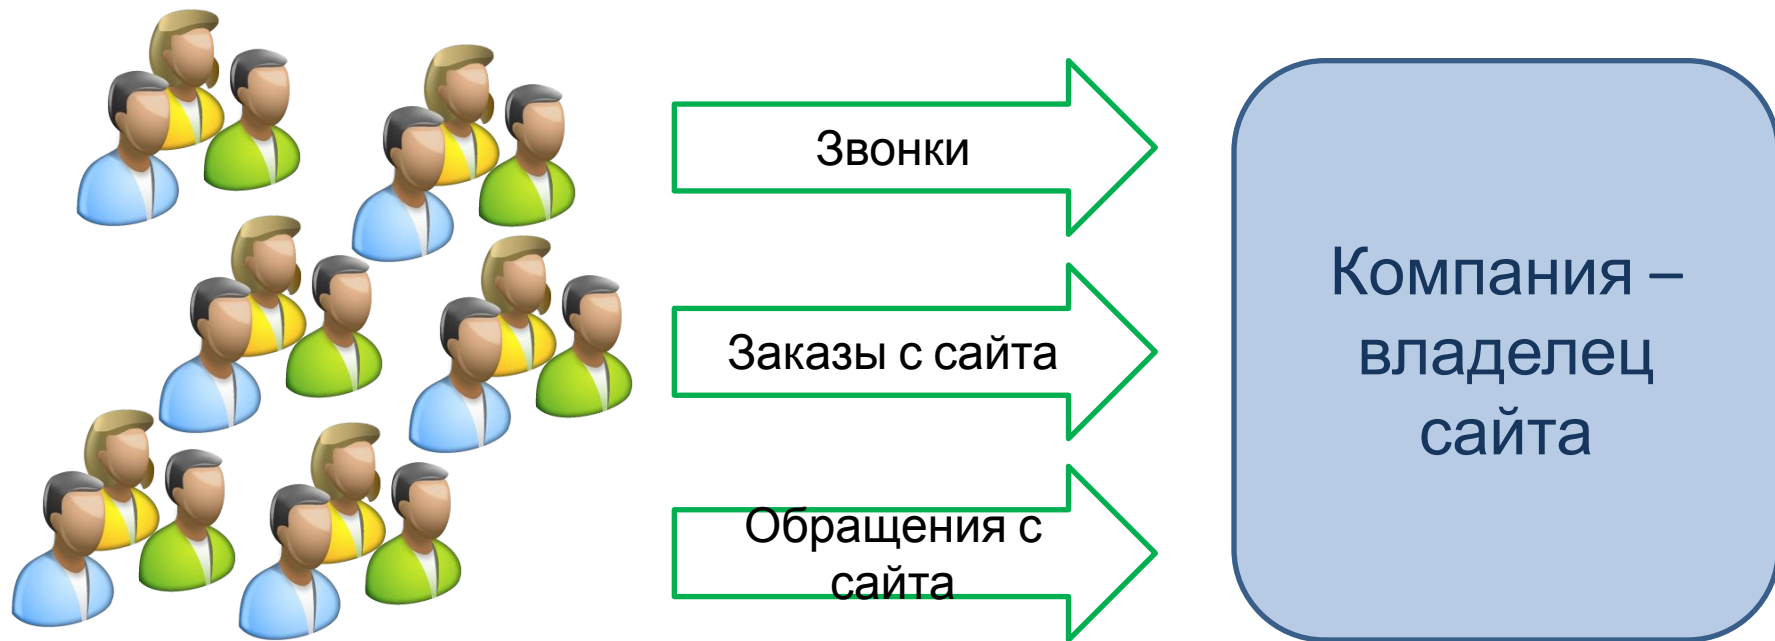 Звонки
Заказы с сайта
Обращения с
сайта
Компания –
владелец
сайта